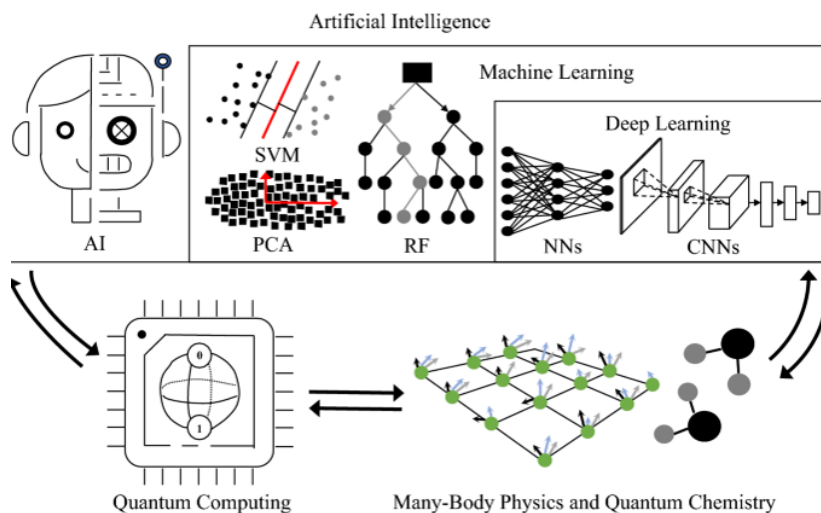 Artificial Intelligence
Machine Learning
Deep Learning
SVM
AI
PCA
RF
NNs
CNNs
0
1
Quantum Computing
Many-Body Physics and Quantum Chemistry